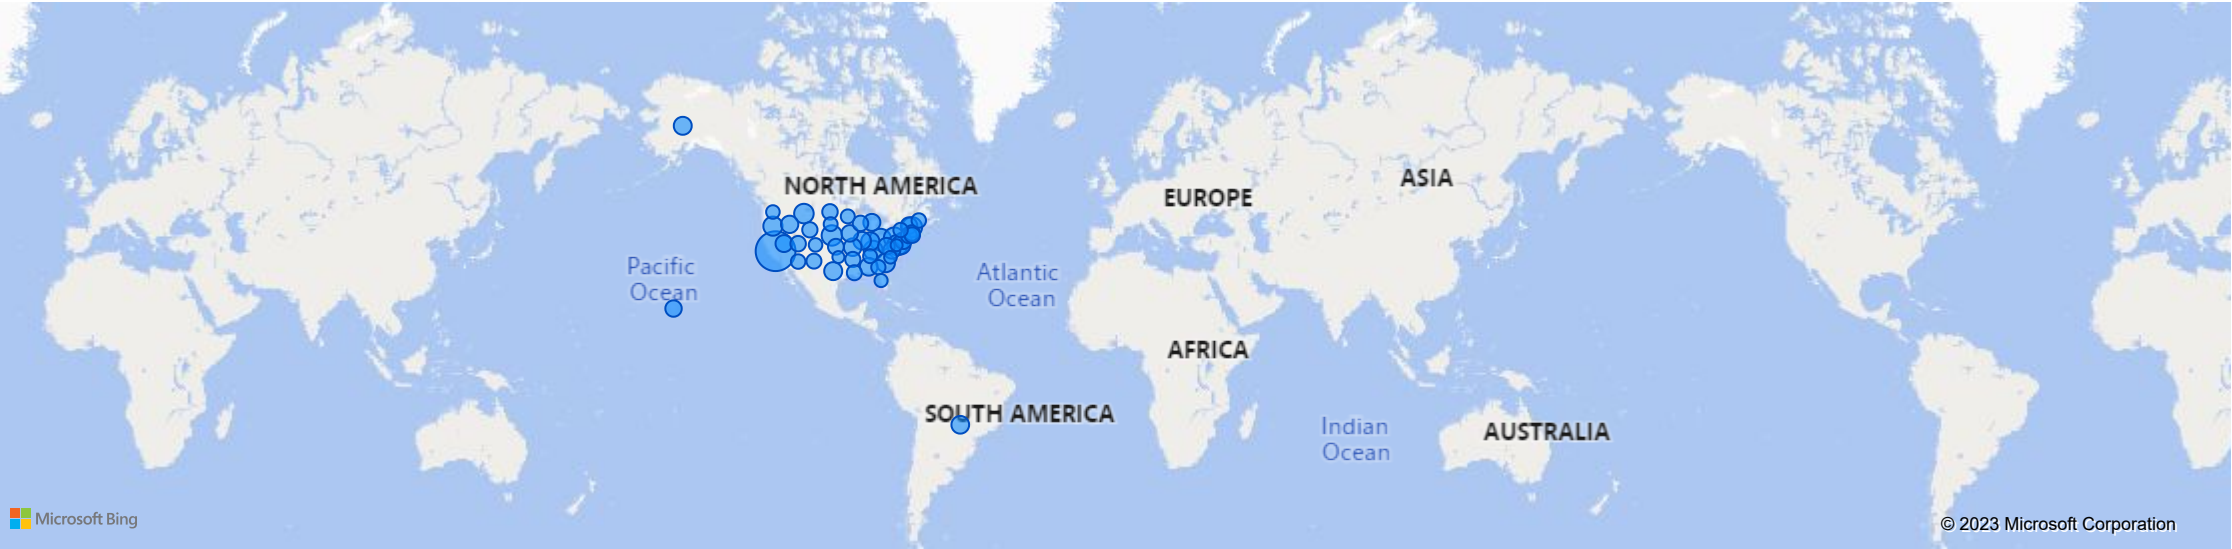 NORTH AMERICA
ASIA
EUROPE
Pacific
Ocean
Atlantic
Ocean
AFRICA
SOUTH AMERICA
Indian
Ocean
AUSTRALIA
Microsoft Bing
© 2023 Microsoft Corporation